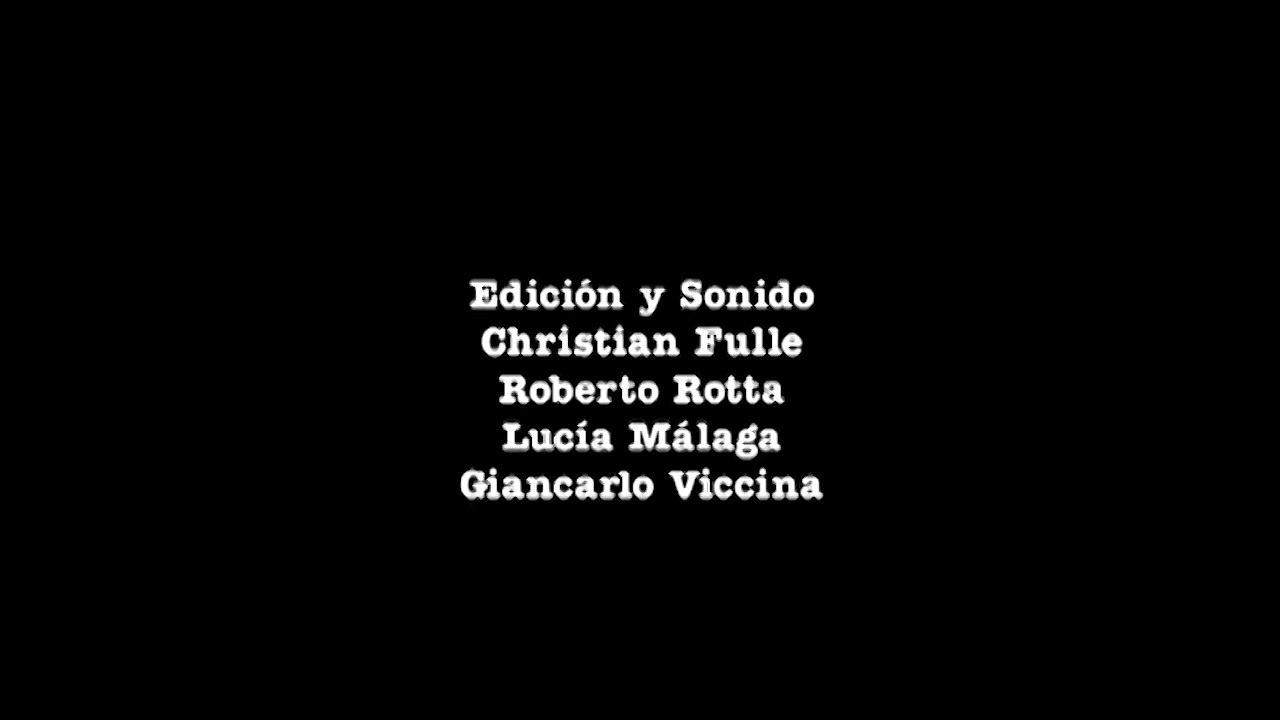 Edición y Sonido
Christian Fulle
Roberto Rotta
Lucía Málaga
Giancarlo Viccina